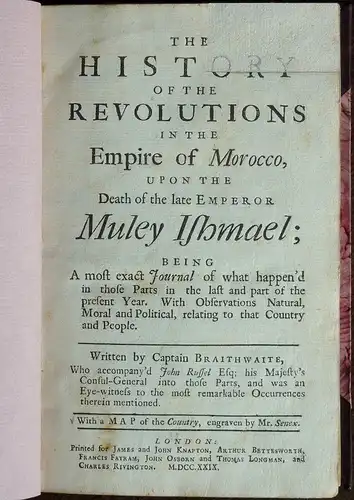 THE
HISTORY
OF THE
REVOLUTIONS
IN THE
Empire of Morocco,
UPON THE
Death of the late EMPEROR
Muley Iſhmael;
BEING
A moſt exact Journal of what happen'd
in thoſe Parts in the laſt and part of the
preſent Year. With Obſervations Natural,
Moral and Political, relating to that Country
and People.
Written by Captain BRAITHWAITE,
Who accompany'd John Ruſſel Eſq; his Majeſty's
Conſul-General into thoſe Parts, and was an
Eye-witneſs to the moſt remarkable Occurrences
therein mentioned.
With a MAP of the Country, engraven by Mr. Senex.
LONDON:
Printed for JAMES and JOHN KNAPTON, ARTHUR BETTESWORTH,
FRANCIS FAYRAM, JOHN OSBORN and THOMAS LONGMAN, and
CHARLES RIVINGTON. M.DCC.XXIX.